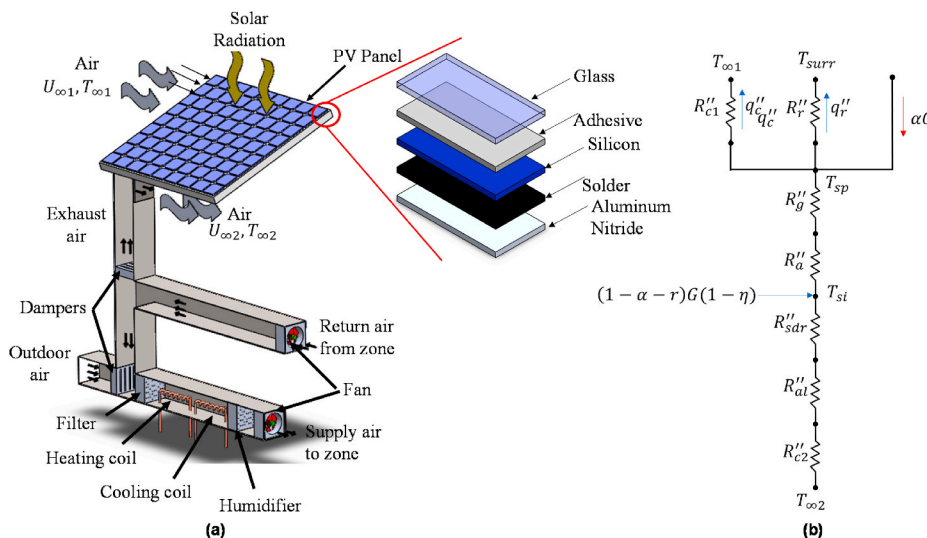 Solar
Radiation
Air
U∞1, T∞1
PV Panel
Glass
Adhesive
Silicon
Solder
Aluminum
Nitride
Air
U∞2, T∞2
Exhaust
air
Dampers
Outdoor
air
Return air
from zone
Fan
Filter
Supply air
to zone
Heating coil
Cooling coil
Humidifier
(a)
T∞1
Tsurr
R''c1
q''c
q''c
R''r
q''r
Tsp
R''g
R''a
(1 − α − r)G(1 − η)
Tsi
R''sdr
R''al
R''c2
T∞2
(b)